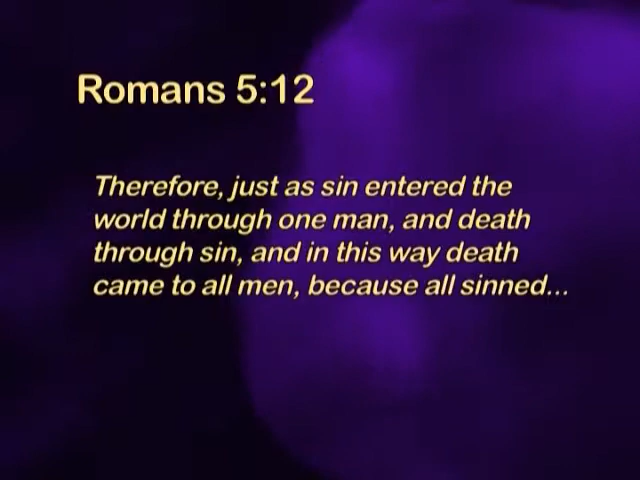 Romans 5:12
Therefore, just as sin entered the
world through one man, and death
through sin, and in this way death
came to all men, because all sinned...